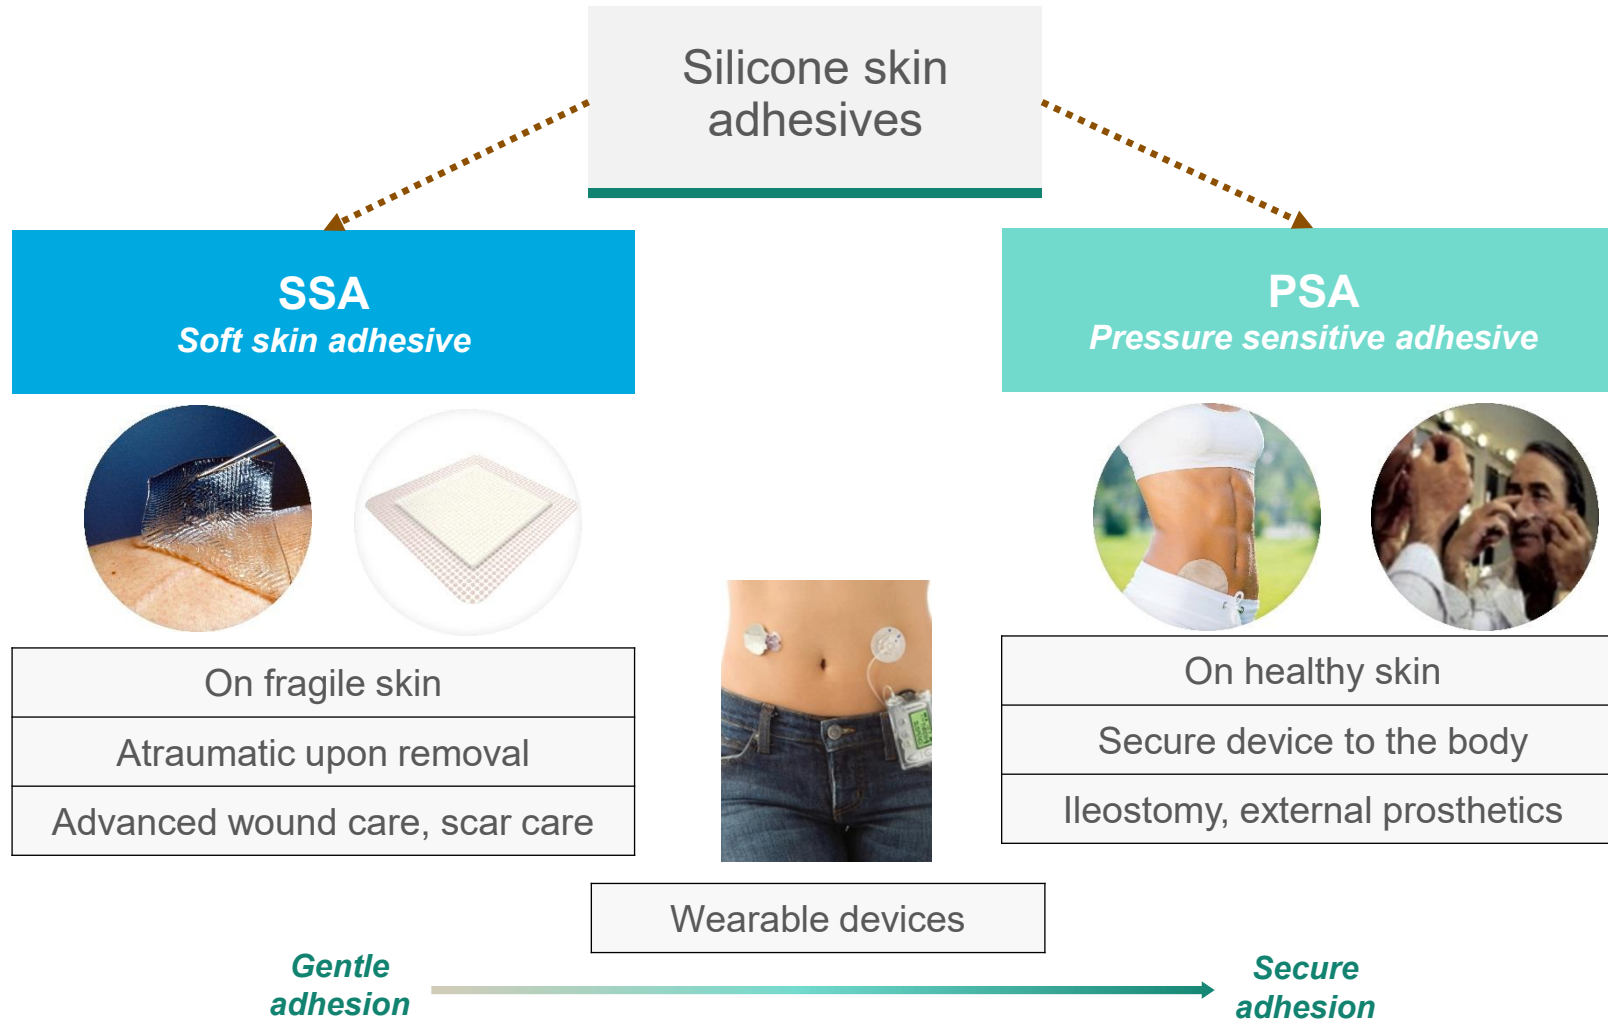 Silicone skin
adhesives
SSA
Soft skin adhesive
PSA
Pressure sensitive adhesive
On fragile skin
Atraumatic upon removal
Advanced wound care, scar care
On healthy skin
Secure device to the body
Ileostomy, external prosthetics
Wearable devices
Gentle
adhesion
Secure
adhesion